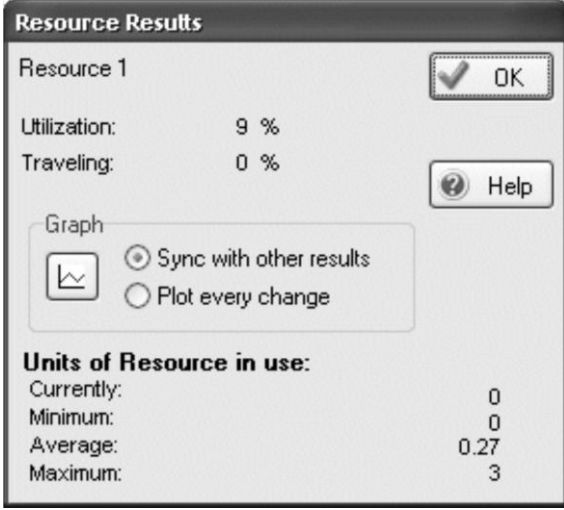 Resource Results
Resource 1
OK
Utilization: 9 %
Traveling: 0 %
Help
Graph
Sync with other results
Plot every change
Units of Resource in use:
Currently: 0
Minimum: 0
Average: 0.27
Maximum: 3